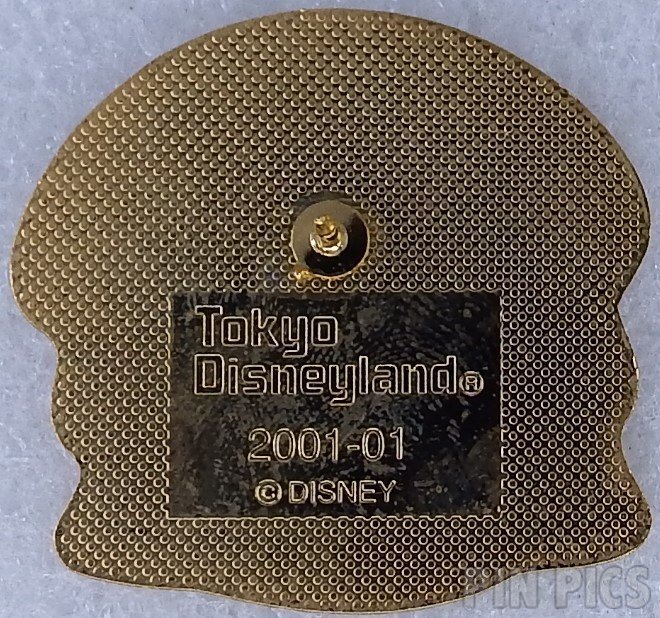 Tokyo
Disneyland®
2001-01
© DISNEY
PIN PICS